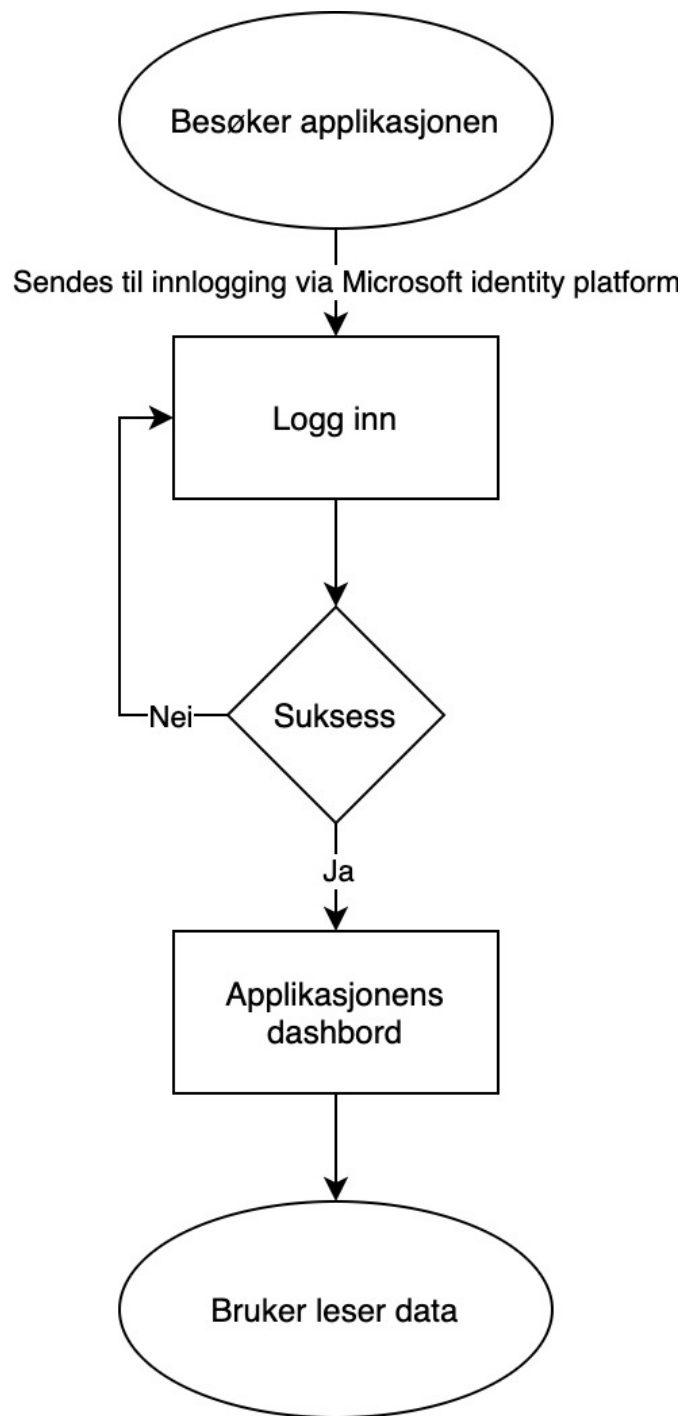 Besøker applikasjonen
Sendes til innlogging via Microsoft identity platform
Logg inn
Suksess
Nei
Ja
Applikasjonens
dashbord
Bruker leser data